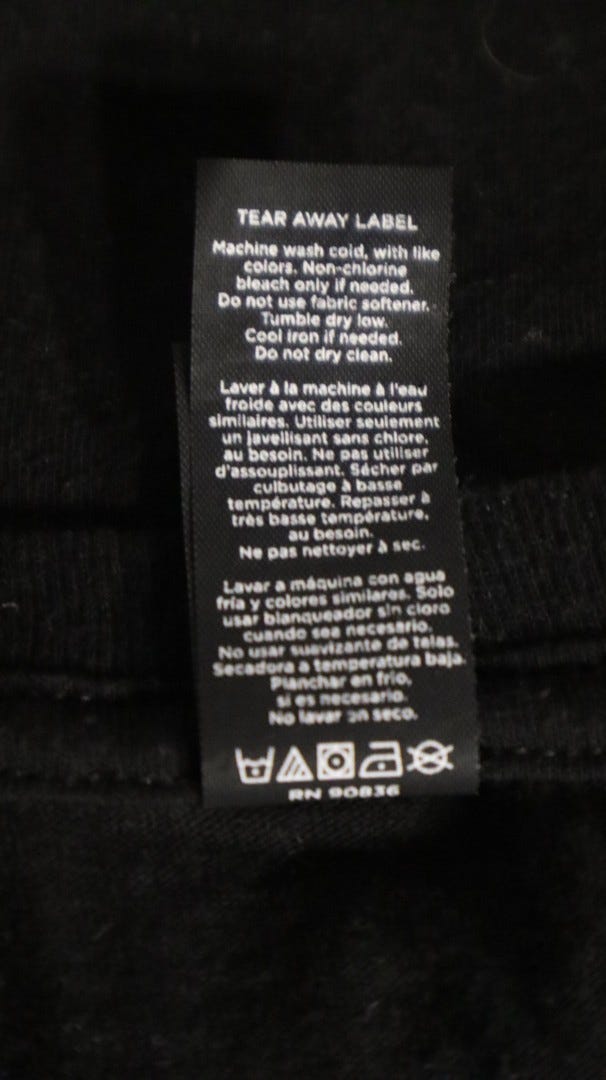 TEAR AWAY LABEL
Machine wash cold, with like
colors. Non-chlorine
bleach only if needed.
Do not use fabric softener.
Tumble dry low.
Cool iron if needed.
Do not dry clean.
Laver à la machine à l'eau
froide avec des couleurs
similaires. Utiliser seulement
un javellisant sans chlore,
au besoin. Ne pas utiliser
d'assouplissant. Sécher par
culbutage à basse
température. Repasser à
très basse température,
au besoin.
Ne pas nettoyer à sec.
Lavar a máquina con agua
fría y colores similares. Solo
usar blanqueador sin cloro
cuando sea necesario.
No usar suavizante de telas.
Secadora a temperatura baja.
Planchar en frío,
si es necesario.
No lavar en seco.
RN 90836